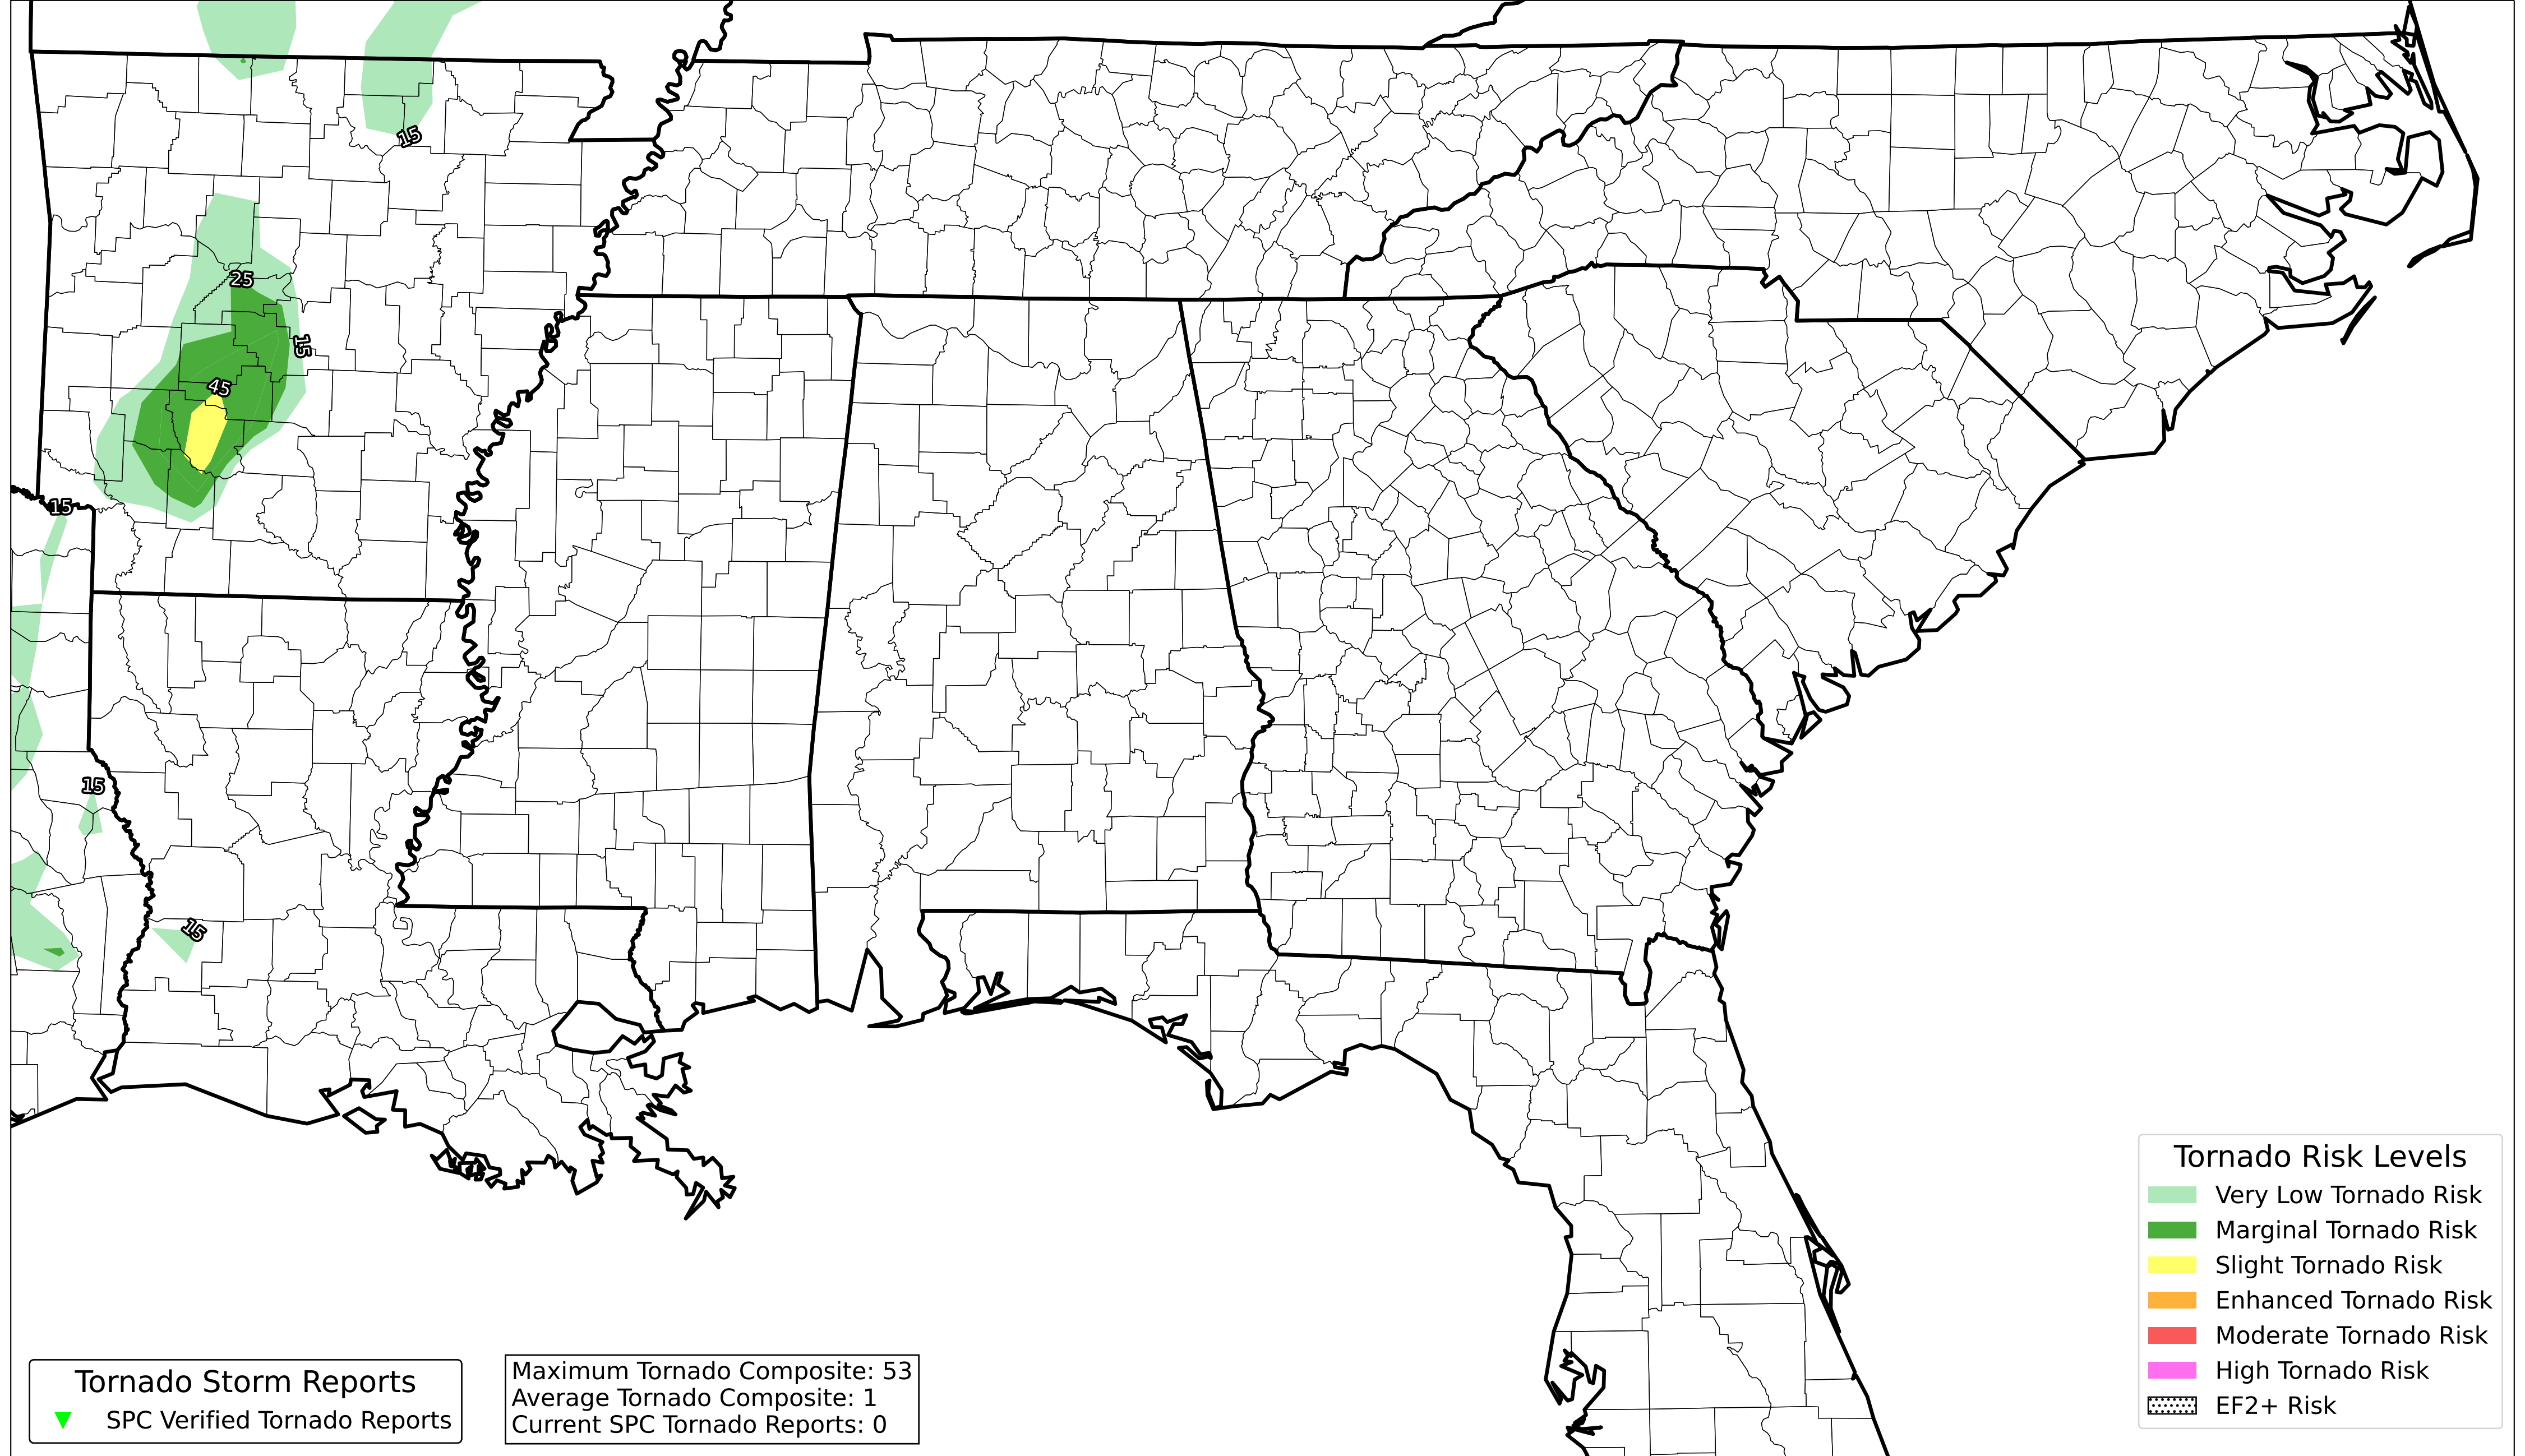 15
25
15
45
15
15
15
Tornado Storm Reports
SPC Verified Tornado Reports
Maximum Tornado Composite: 53
Average Tornado Composite: 1
Current SPC Tornado Reports: 0
Tornado Risk Levels
Very Low Tornado Risk
Marginal Tornado Risk
Slight Tornado Risk
Enhanced Tornado Risk
Moderate Tornado Risk
High Tornado Risk
EF2+ Risk